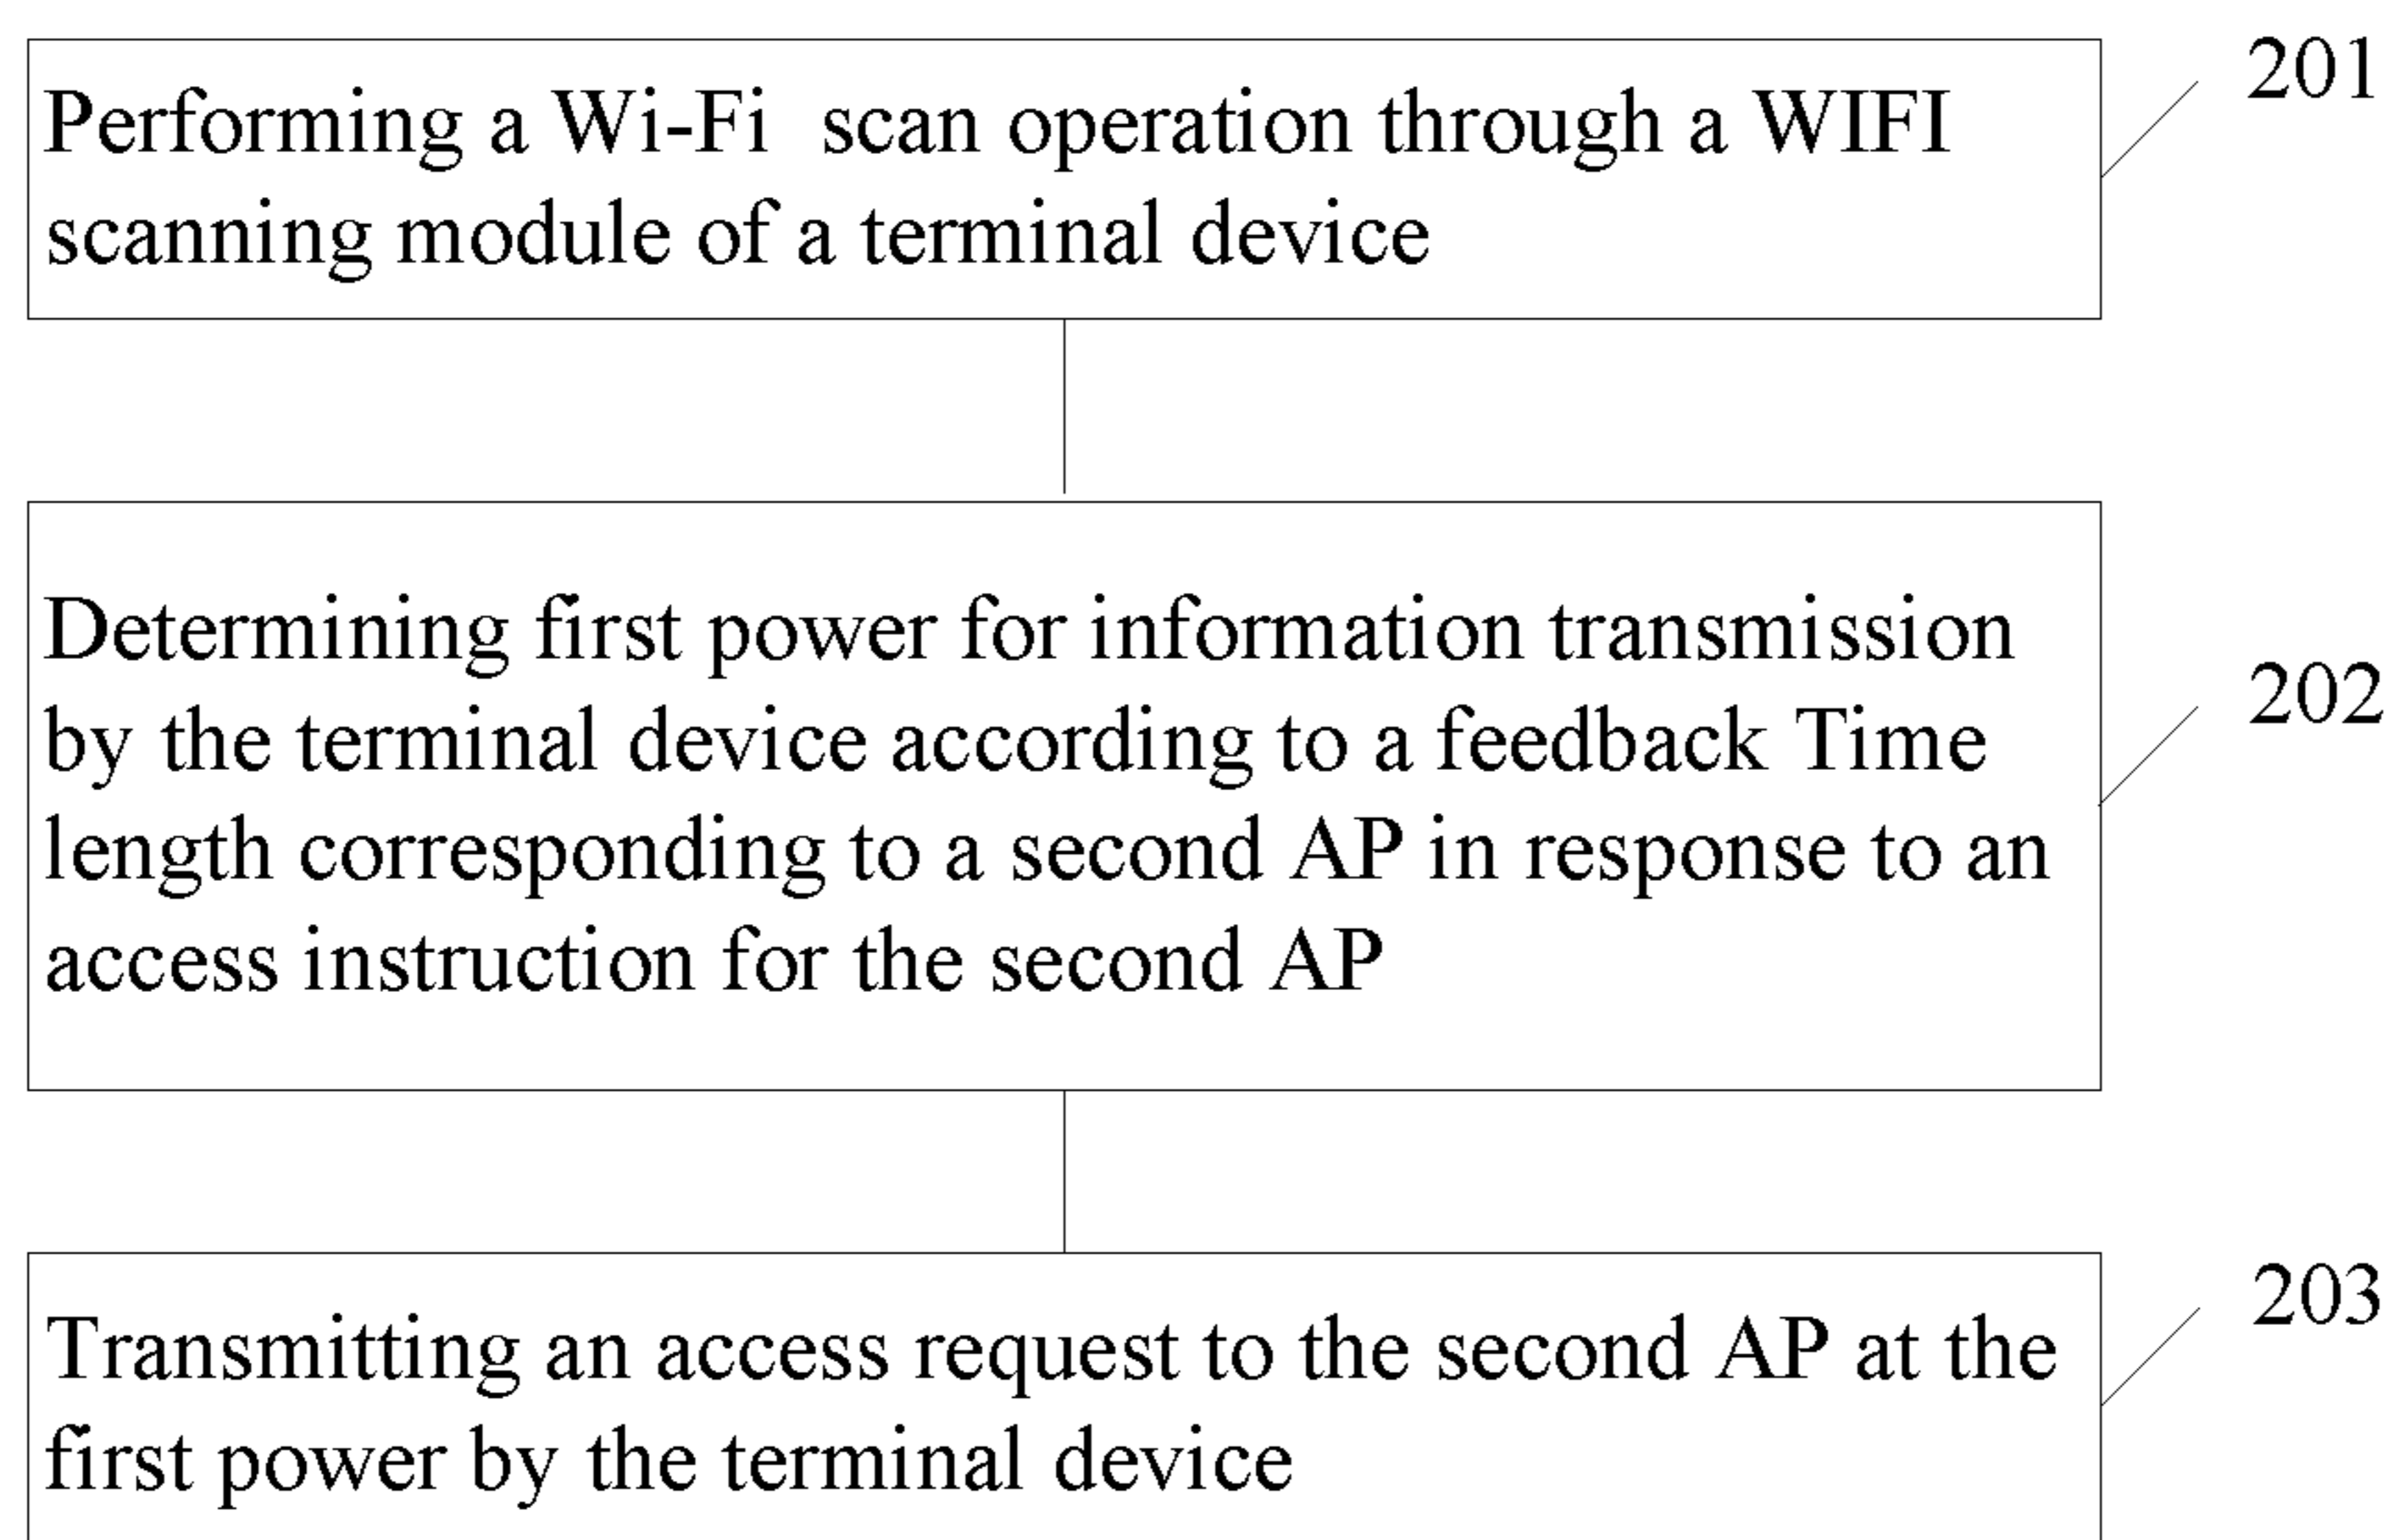 Performing a Wi-Fi scan operation through a WIFI
scanning module of a terminal device
201
Determining first power for information transmission
by the terminal device according to a feedback Time
length corresponding to a second AP in response to an
access instruction for the second AP
202
Transmitting an access request to the second AP at the
first power by the terminal device
203